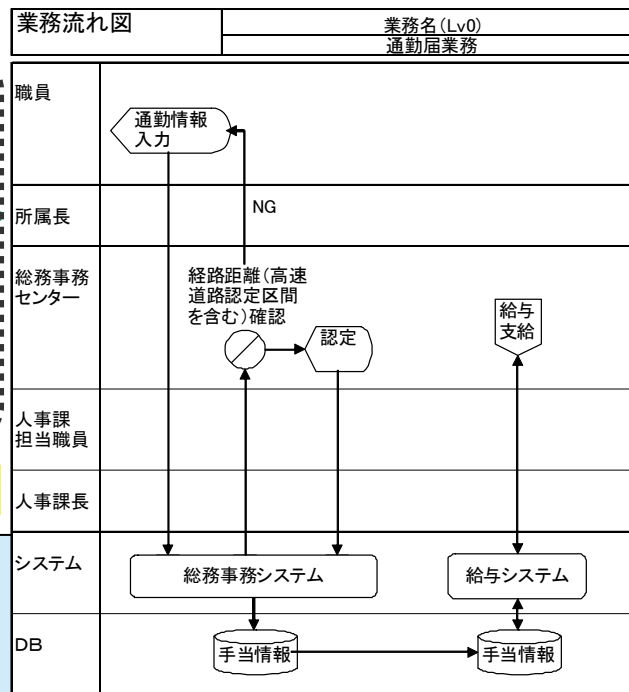 業務流れ図
業務名(Lv0)
通勤届業務
職員
通勤情報
入力
所属長
NG
総務事務
センター
経路距離(高速
道路認定区間
を含む)確認
認定
給与
支給
人事課
担当職員
人事課長
システム
総務事務システム
給与システム
DB
手当情報
手当情報